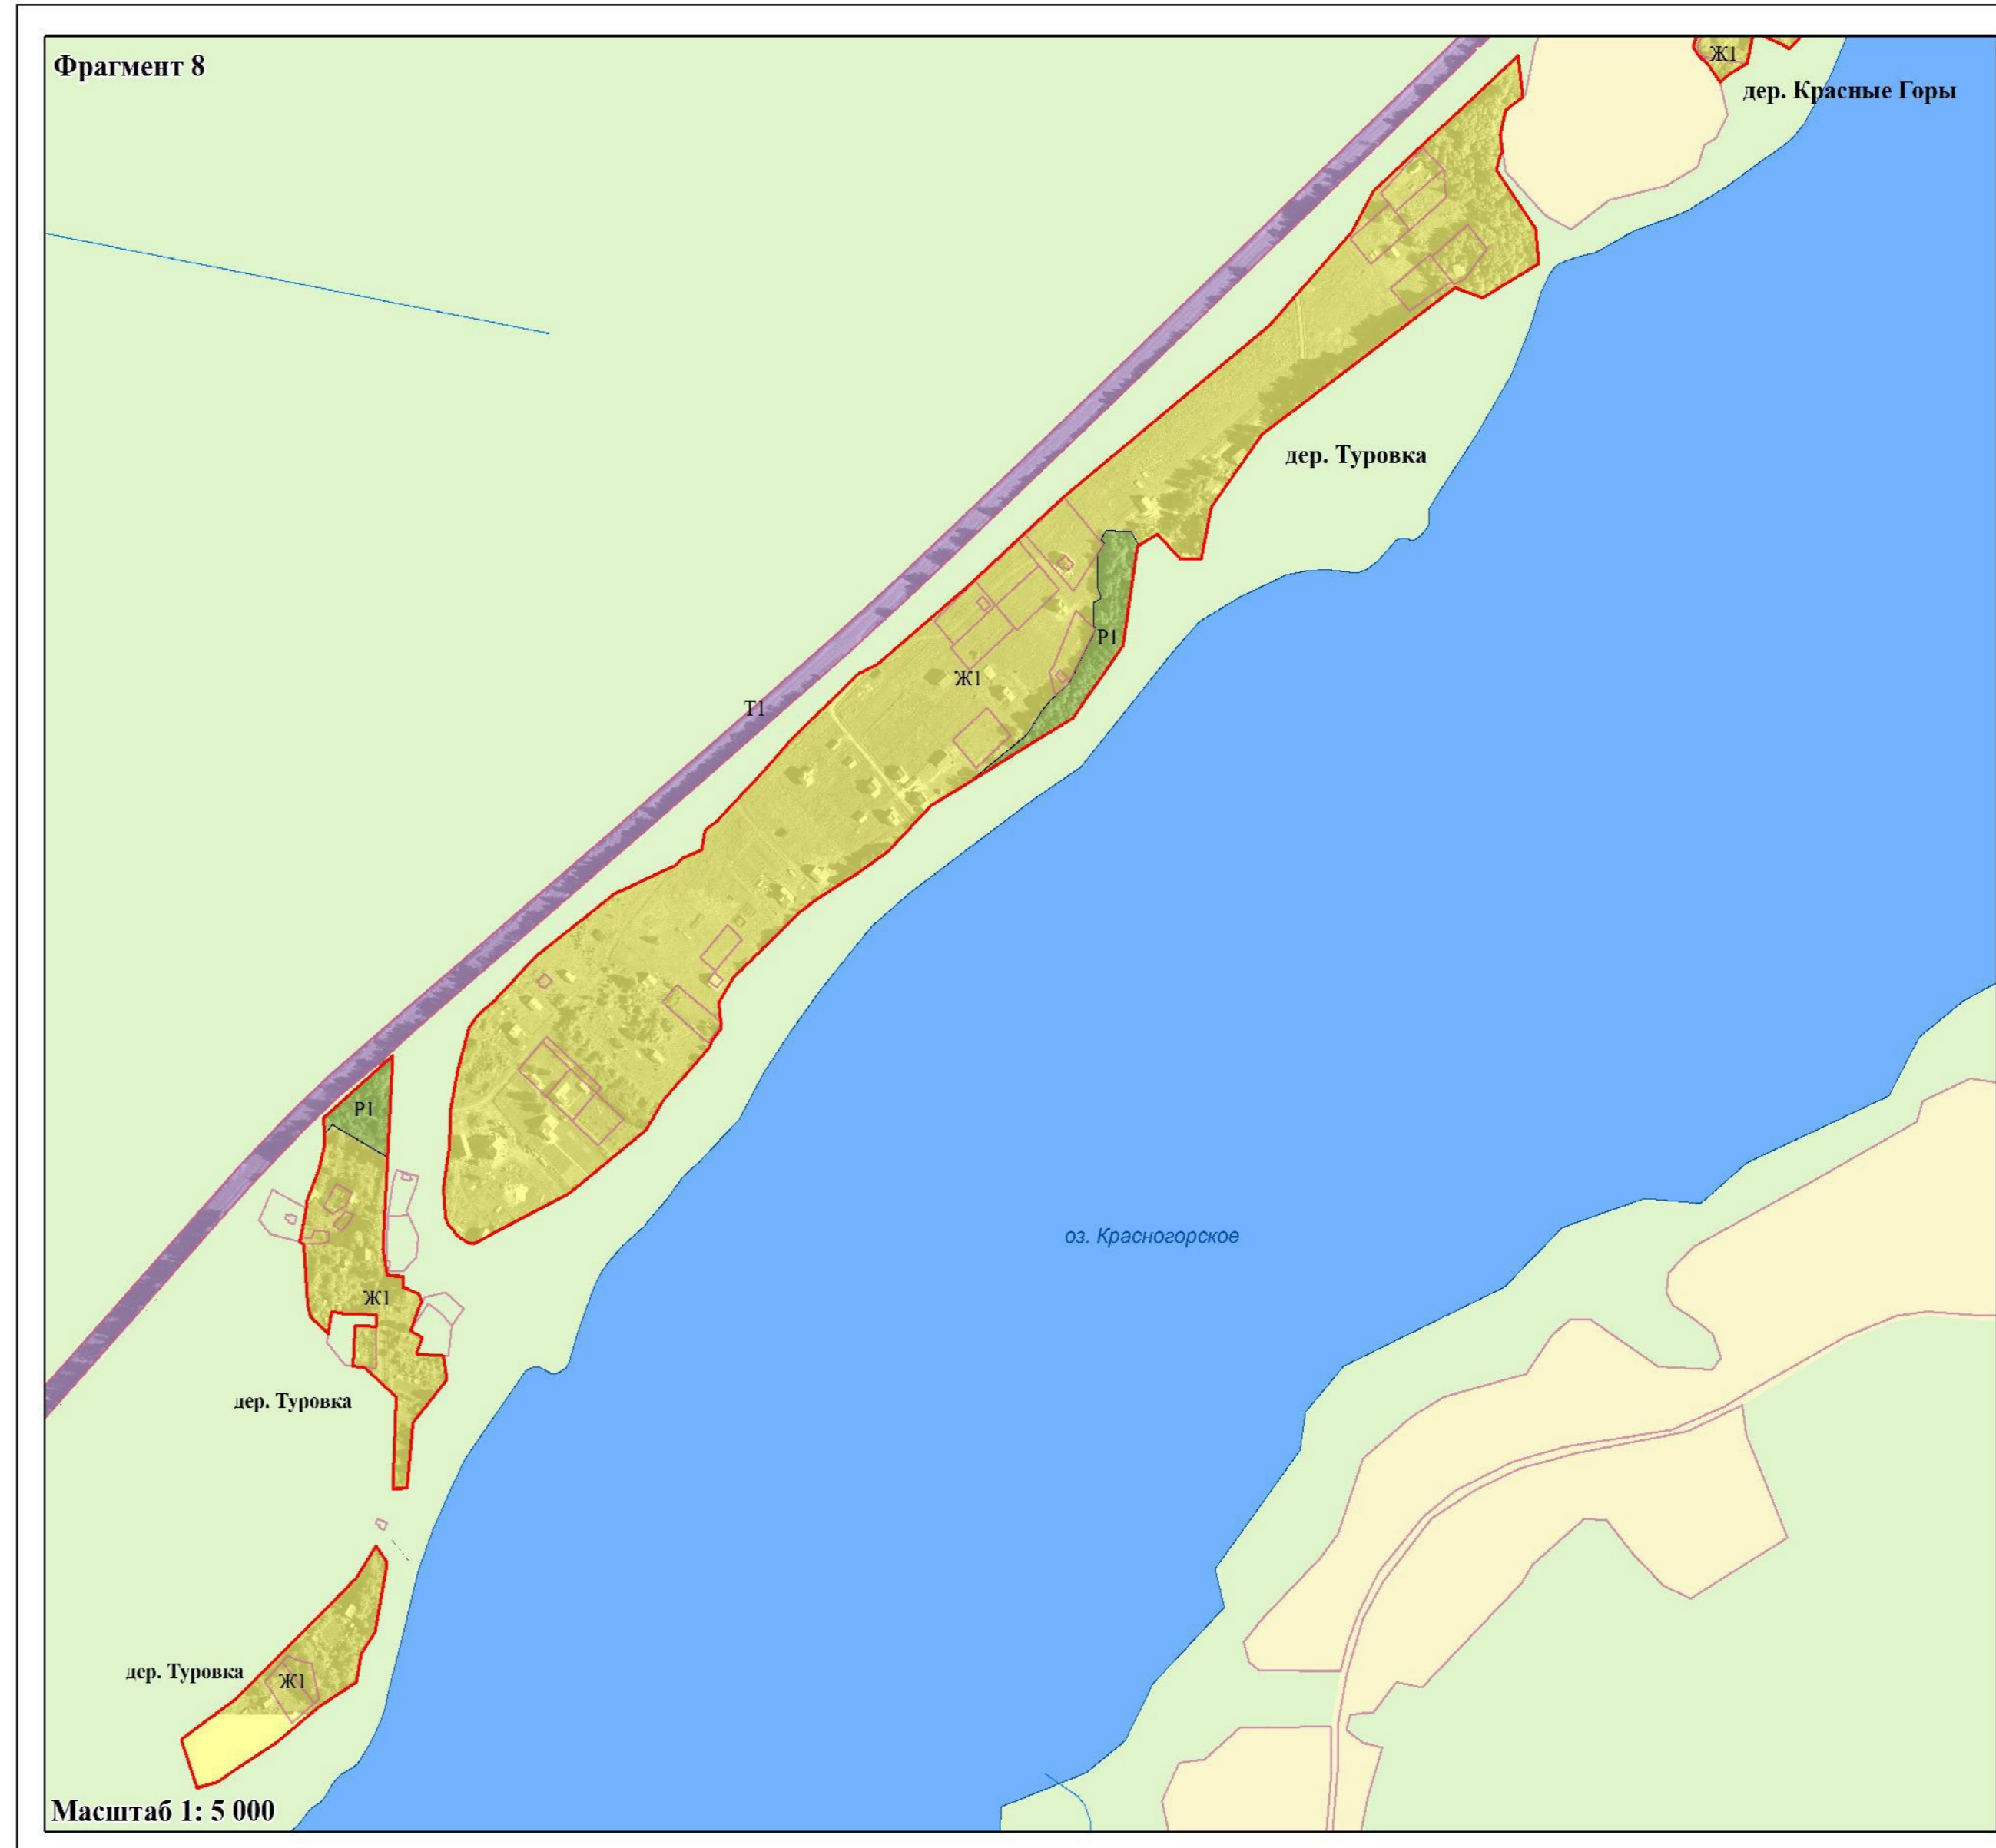 Фрагмент 8
Ж1
дер. Красные Горы
дер. Туровка
Р1
Ж1
Т1
Р1
оз. Красногорское
Ж1
дер. Туровка
дер. Туровка
Ж1
Масштаб 1: 5 000